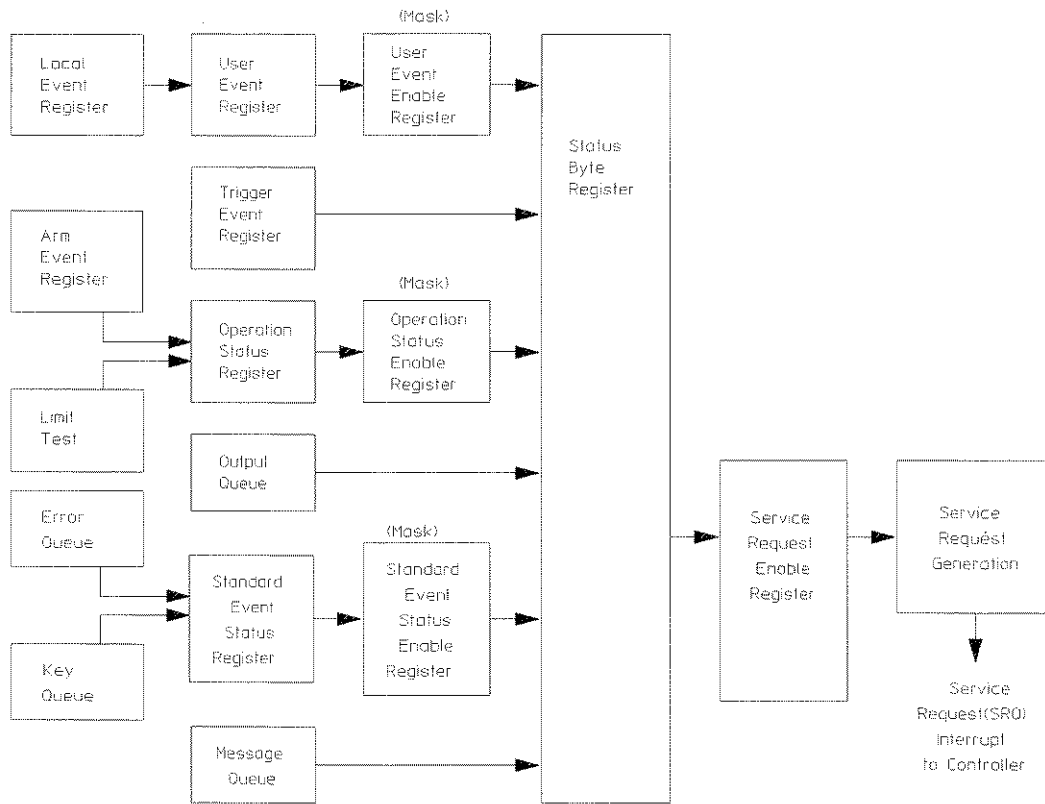 (Mask)
Local
Event
Register
User
Event
Register
User
Event
Enable
Register
Status
Byte
Register
Trigger
Event
Register
Arm
Event
Register
(Mask)
Operation
Status
Register
Operation
Status
Enable
Register
Limit
Test
Output
Queue
Error
Queue
(Mask)
Standard
Event
Status
Register
Standard
Event
Status
Enable
Register
Service
Request
Enable
Register
Service
Request
Generation
Key
Queue
Service
Request(SRQ)
Interrupt
to Controller
Message
Queue